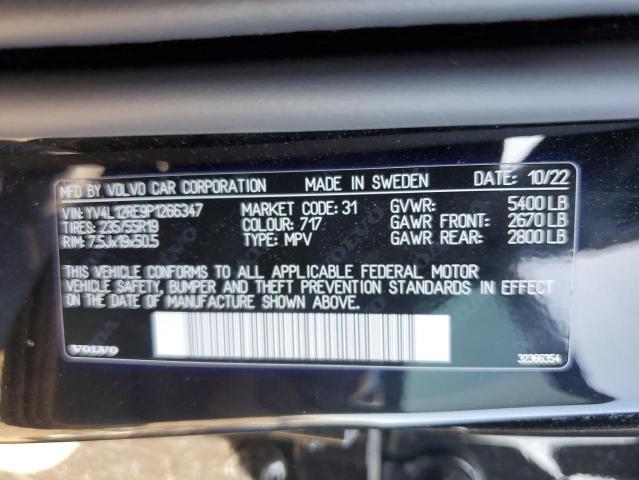 MFD BY VOLVO CAR CORPORATION MADE IN SWEDEN DATE: 10/22
VIN: YV4L12RE9P1266347 MARKET CODE: 31 GVWR: 5400 LB
TIRES: 235/55R19 COLOUR: 717 GAWR FRONT: 2670 LB
RIM: 7.5Jx19x50.5 TYPE: MPV GAWR REAR: 2800 LB
THIS VEHICLE CONFORMS TO ALL APPLICABLE FEDERAL MOTOR
VEHICLE SAFETY, BUMPER AND THEFT PREVENTION STANDARDS IN EFFECT
ON THE DATE OF MANUFACTURE SHOWN ABOVE.
VOLVO 32366354